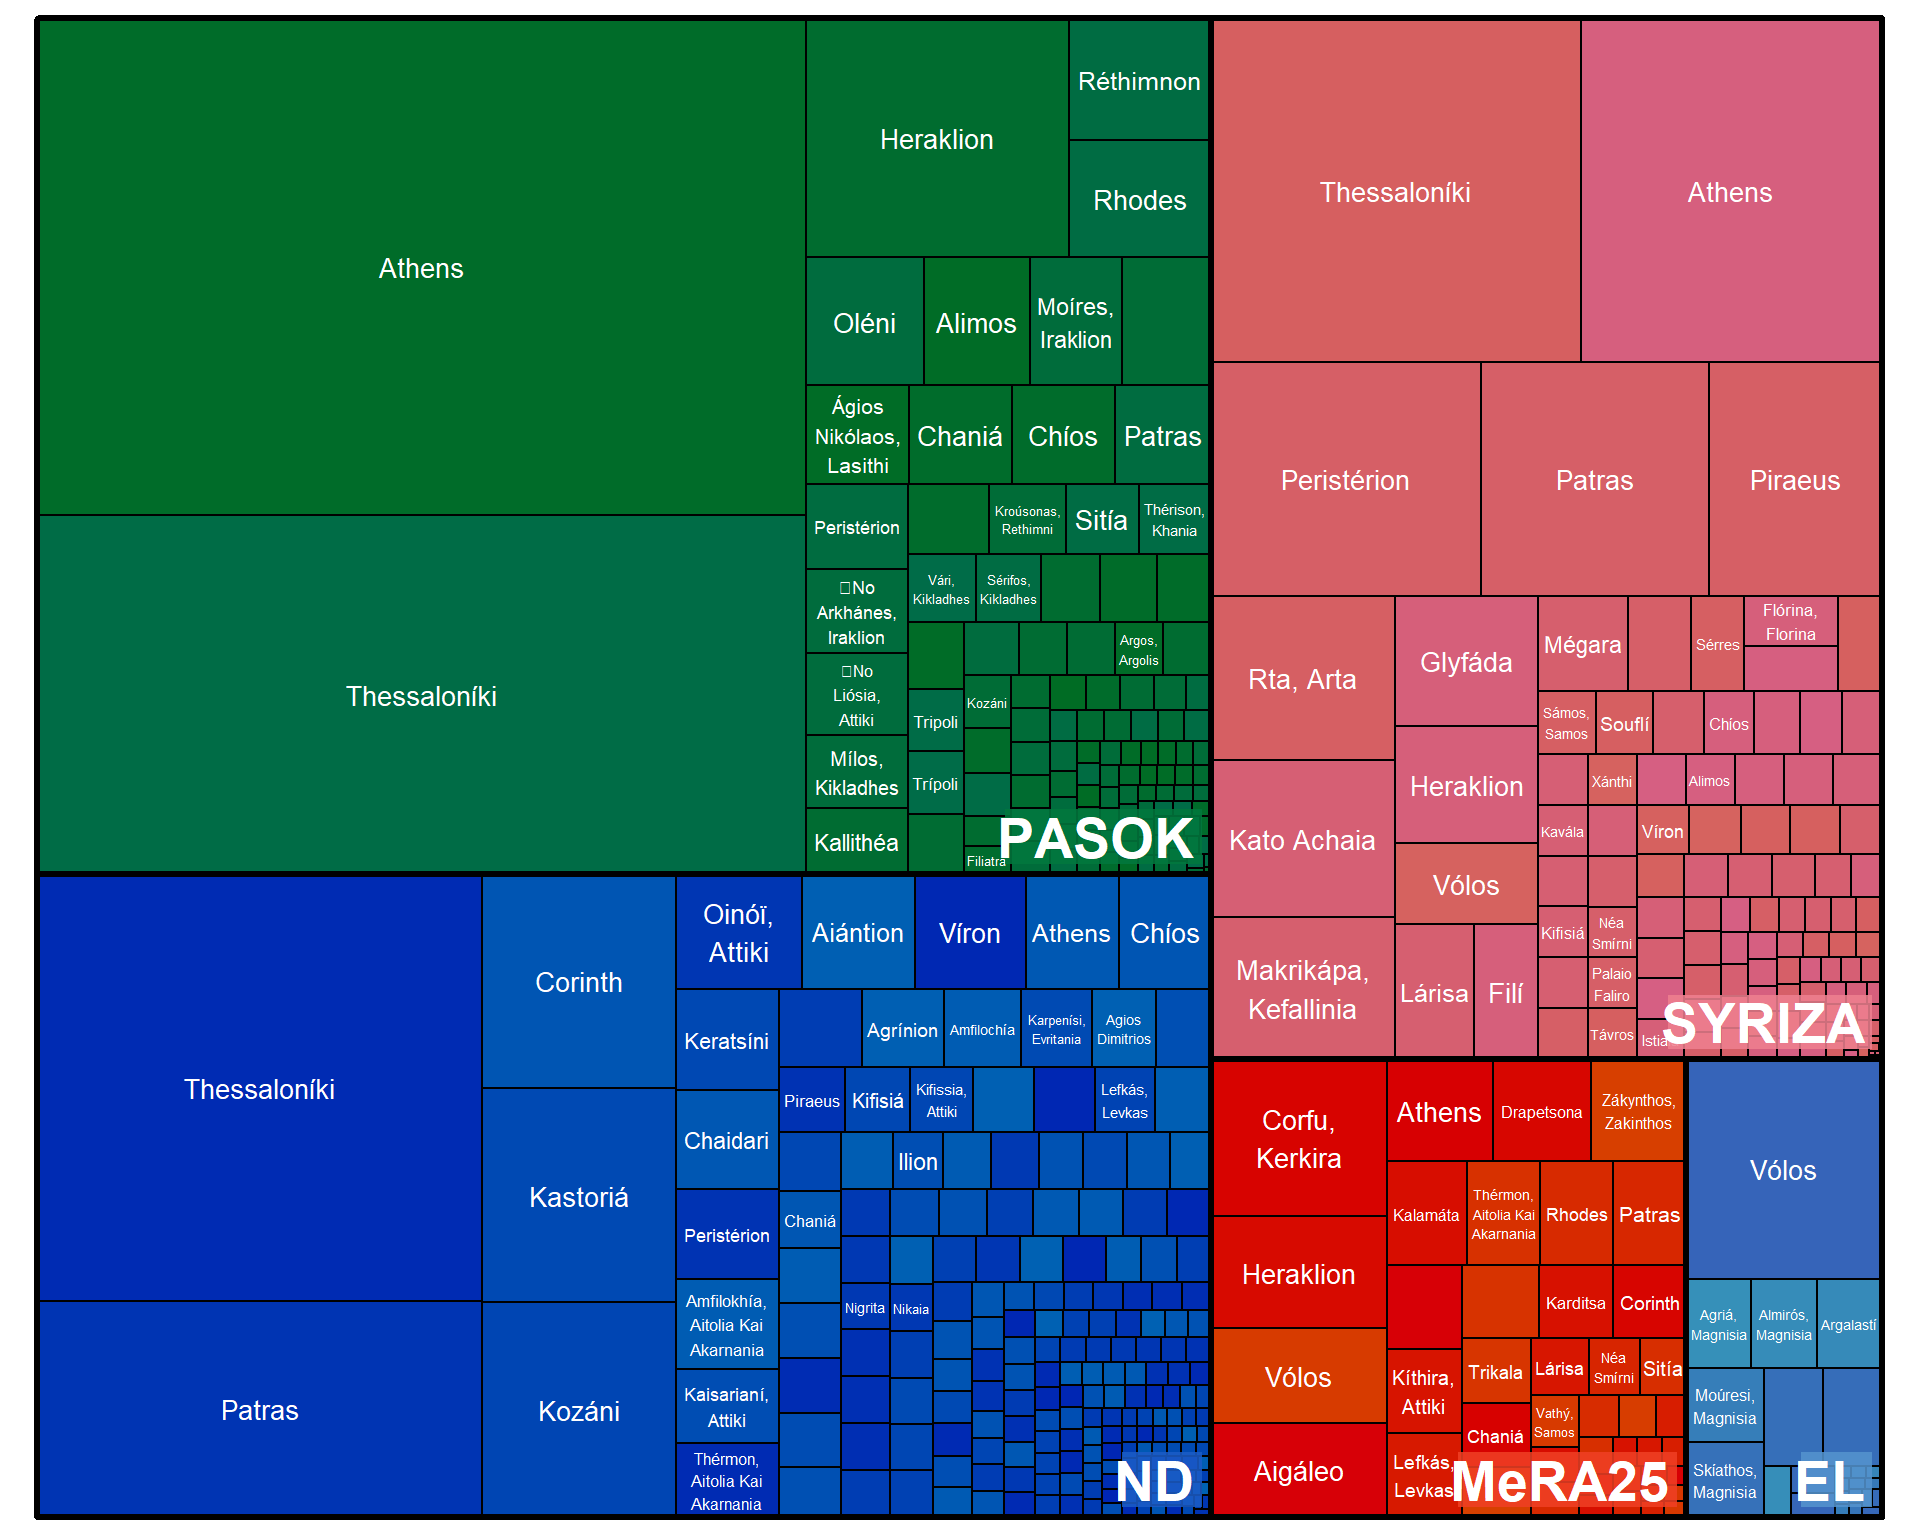 Athens
Thessaloníki
Heraklion
Réthimnon
Rhodes
Oléni
Alimos
Moíres,
Iraklion
Ágios
Nikólaos,
Lasithi
Chaniá
Chíos
Patras
Peristérion
Kroúsonas,
Rethimni
Sitía
Thérison,
Khania
No
Arkhánes,
Iraklion
Vári,
Kikladhes
Sérifos,
Kikladhes
Argos,
Argolis
No
Liósia,
Attiki
Kozáni
Tripoli
Mílos,
Kikladhes
Trípoli
Kallithéa
Filiatra
PASOK
Thessaloníki
Athens
Peristérion
Patras
Piraeus
Rta, Arta
Kato Achaia
Makrikápa,
Kefallinia
Glyfáda
Heraklion
Vólos
Lárisa
Filí
Mégara
Sérres
Flórina,
Florina
Sámos,
Samos
Souflí
Chíos
Xánthi
Alimos
Kavála
Víron
Kifisiá
Néa
Smírni
Palaio
Faliro
Távros
Istia
SYRIZA
Thessaloníki
Patras
Corinth
Kastoriá
Kozáni
Oinóï,
Attiki
Aiántion
Víron
Athens
Chíos
Keratsíni
Agrínion
Amfilochía
Karpenísi,
Evritania
Agios
Dimitrios
Chaidari
Piraeus
Kifisiá
Kifissia,
Attiki
Lefkás,
Levkas
Ilion
Peristérion
Chaniá
Amfilokhía,
Aitolia Kai
Akarnania
Nigrita
Nikaia
Kaisarianí,
Attiki
Thérmon,
Aitolia Kai
Akarnania
ND
Corfu,
Kerkira
Heraklion
Vólos
Aigáleo
Athens
Drapetsona
Zákynthos,
Zakinthos
Kalamáta
Thérmon,
Aitolia Kai
Akarnania
Rhodes
Patras
Karditsa
Corinth
Kíthira,
Attiki
Trikala
Lárisa
Néa
Smírni
Sitía
Vathý,
Samos
Chaniá
Lefkás,
Levkas
MeRA25
Vólos
Agriá,
Magnisia
Almirós,
Magnisia
Argalastí
Moúresi,
Magnisia
Skíathos,
Magnisia
EL